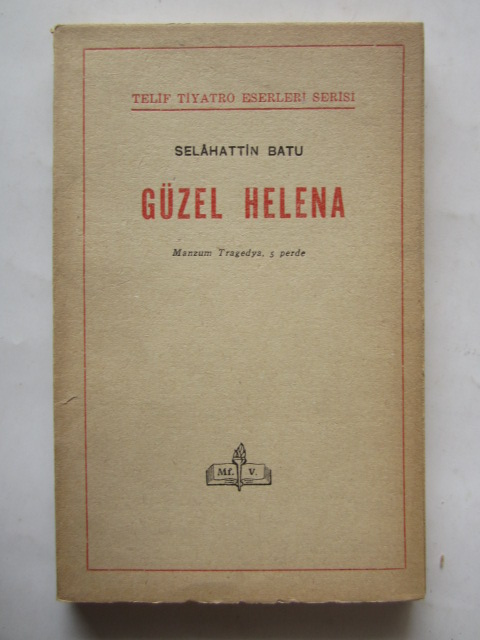 TELİF TİYATRO ESERLERİ SERİSİ
SELÂHATTİN BATU
GÜZEL HELENA
Manzum Tragedya, 5 perde
Mf. V.